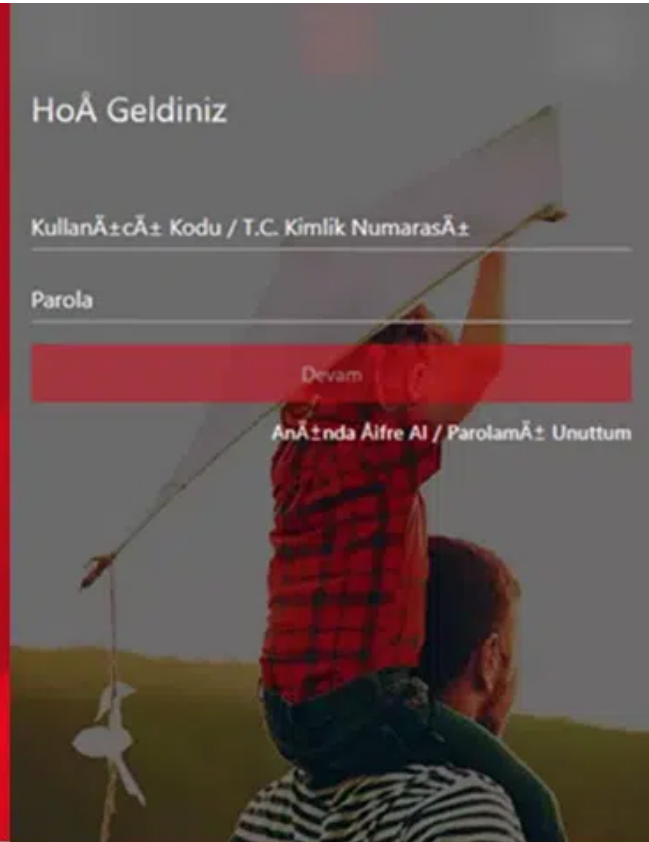 HoÅ Geldiniz
KullanÄ±cÄ± Kodu / T.C. Kimlik NumarasÄ±
Parola
Devam
AnÄ±nda Åifre Al / ParolamÄ± Unuttum